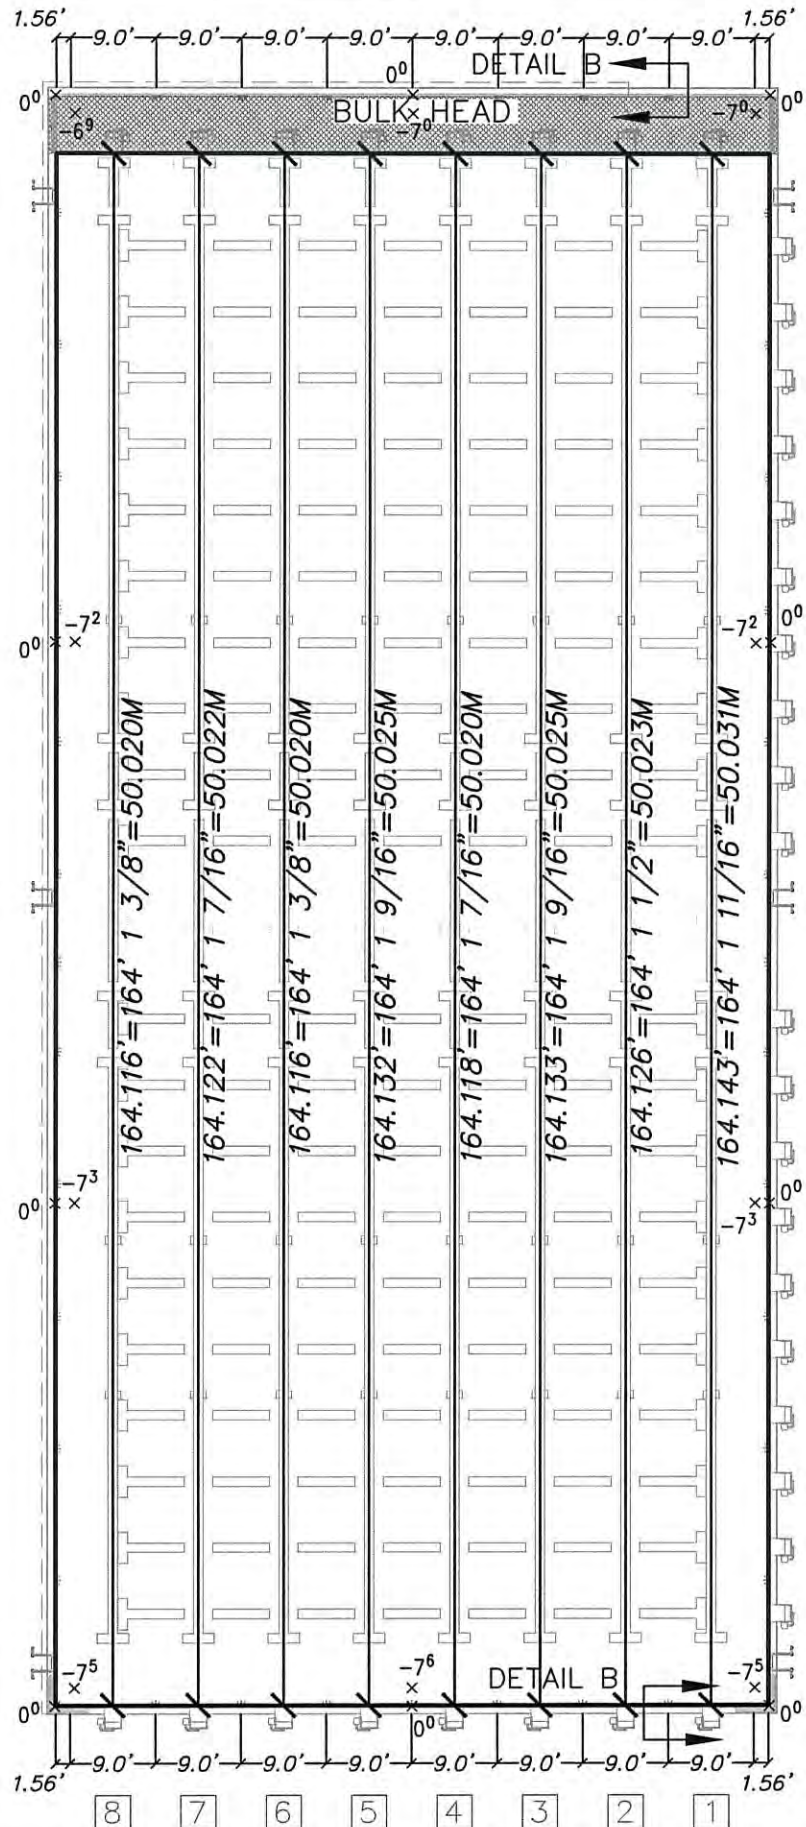 1.56' 1.56'
9.0' 9.0' 9.0' 9.0' 9.0' 9.0' 9.0' 9.0'
0⁰ DETAIL B
0⁰ BULK HEAD 0⁰
-6⁹ -7⁰ -7⁰
-7² -7² 0⁰
0⁰
164.116'=164' 1 3/8"=50.020M
164.122'=164' 1 7/16"=50.022M
164.116'=164' 1 3/8"=50.020M
164.132'=164' 1 9/16"=50.025M
164.118'=164' 1 7/16"=50.020M
164.133'=164' 1 9/16"=50.025M
164.126'=164' 1 1/2"=50.023M
164.143'=164' 1 11/16"=50.031M
-7³ 0⁰
0⁰ -7³
-7⁵ -7⁶ DETAIL B -7⁵
0⁰ 0⁰ 0⁰
9.0' 9.0' 9.0' 9.0' 9.0' 9.0' 9.0' 9.0'
1.56' 1.56'
8 7 6 5 4 3 2 1